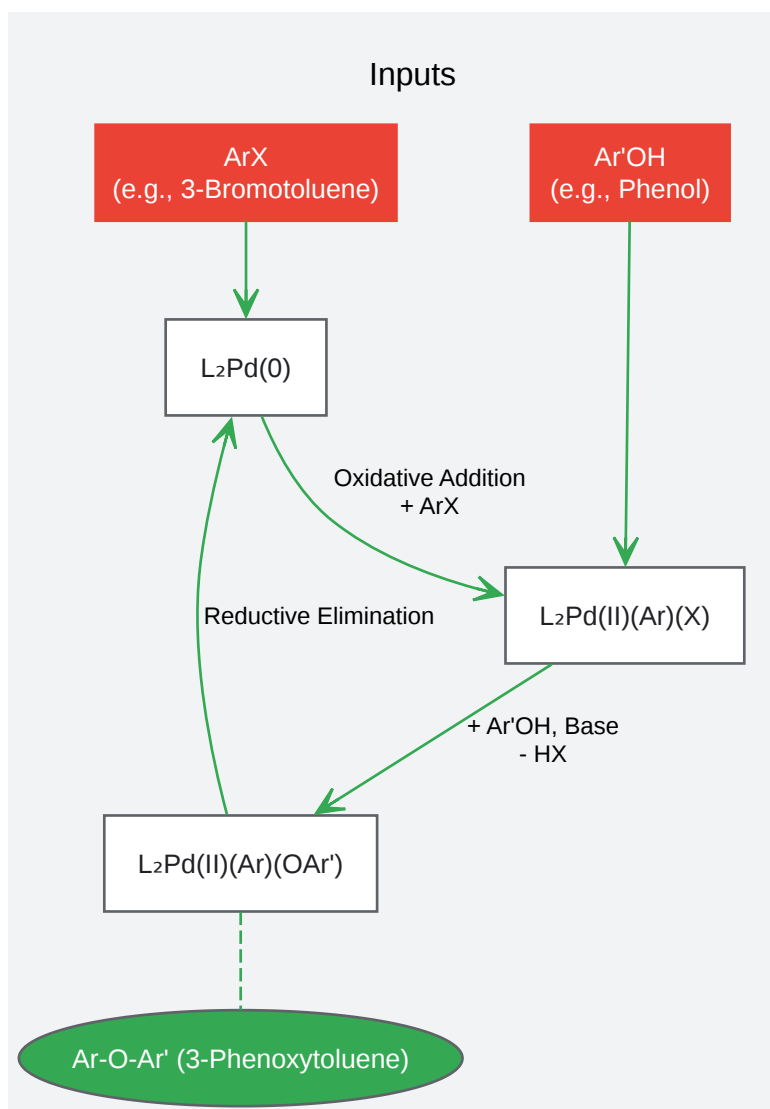 Inputs
ArX
(e.g., 3-Bromotoluene)
Ar'OH
(e.g., Phenol)
L₂Pd(0)
Oxidative Addition
+ ArX
L₂Pd(II)(Ar)(X)
Reductive Elimination
+ Ar'OH, Base
- HX
L₂Pd(II)(Ar)(OAr')
Ar-O-Ar' (3-Phenoxytoluene)